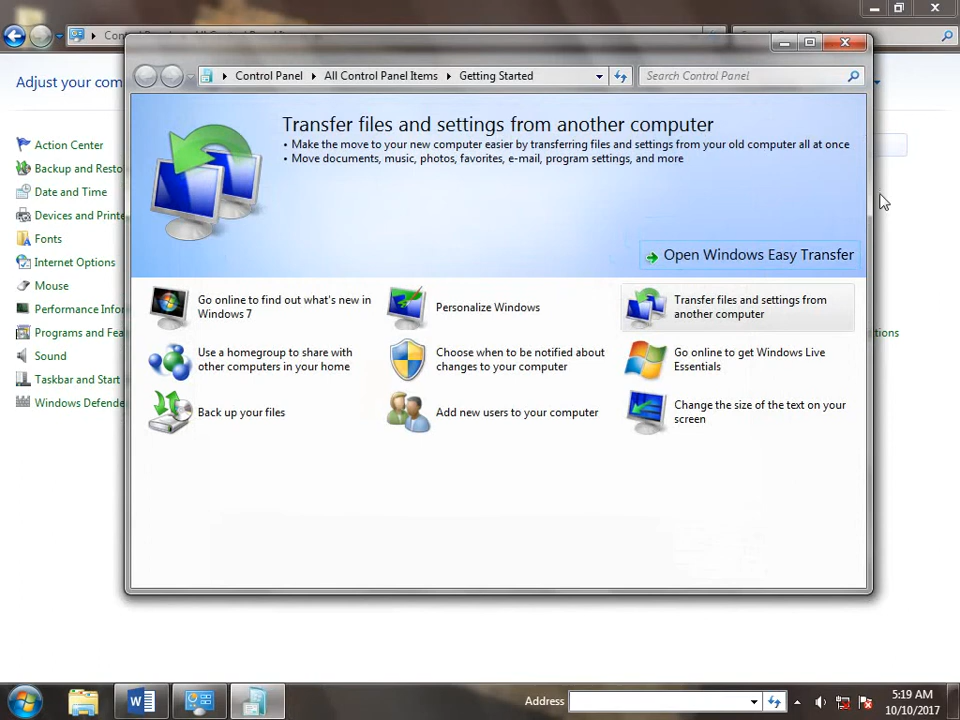 Adjust your com
Control Panel
All Control Panel Items
Getting Started
Search Control Panel
Action Center
Backup and Resto
Date and Time
Devices and Printe
Fonts
Internet Options
Mouse
Performance Infor
Programs and Fea
Sound
Taskbar and Start
Windows Defende
Transfer files and settings from another computer
• Make the move to your new computer easier by transferring files and settings from your old computer all at once
• Move documents, music, photos, favorites, e-mail, program settings, and more
Open Windows Easy Transfer
Go online to find out what's new in
Windows 7
Personalize Windows
Transfer files and settings from
another computer
Use a homegroup to share with
other computers in your home
Choose when to be notified about
changes to your computer
Go online to get Windows Live
Essentials
Back up your files
Add new users to your computer
Change the size of the text on your
screen
Address
5:19 AM
10/10/2017